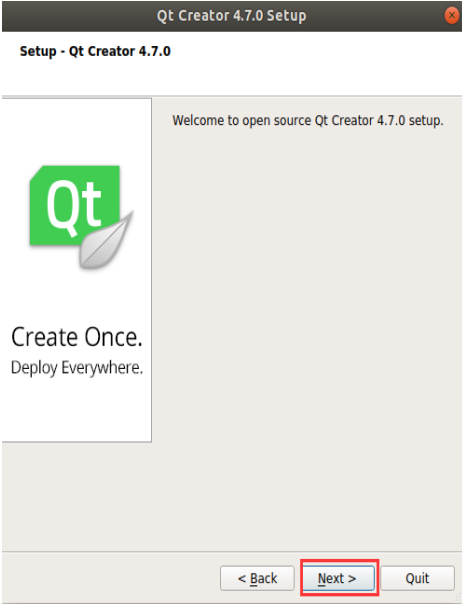 Qt Creator 4.7.0 Setup
Setup - Qt Creator 4.7.0
Welcome to open source Qt Creator 4.7.0 setup.
Qt
Create Once.
Deploy Everywhere.
< Back
Next >
Quit